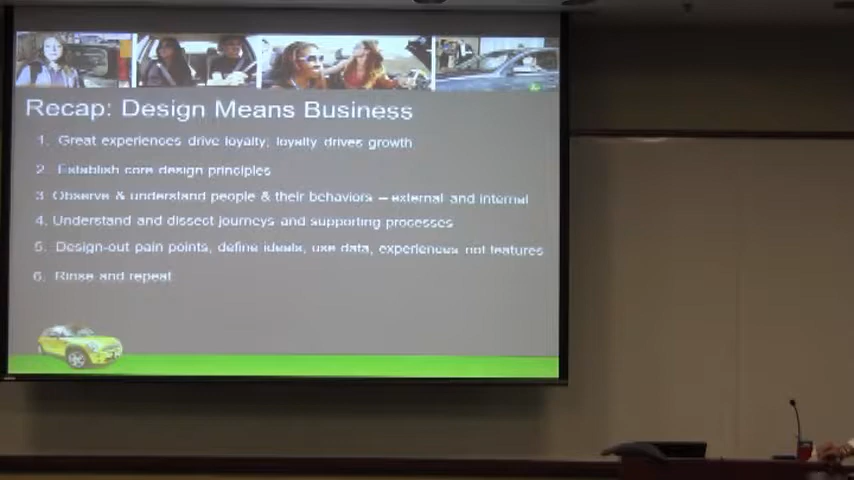 Recap: Design Means Business
1. Great experiences drive loyalty, loyalty drives growth
2. Establish core design principles
3. Observe & understand people & their behaviors – external and internal
4. Understand and dissect journeys and supporting processes
5. Design-out pain points, define ideals, use data, experiences not features
6. Rinse and repeat